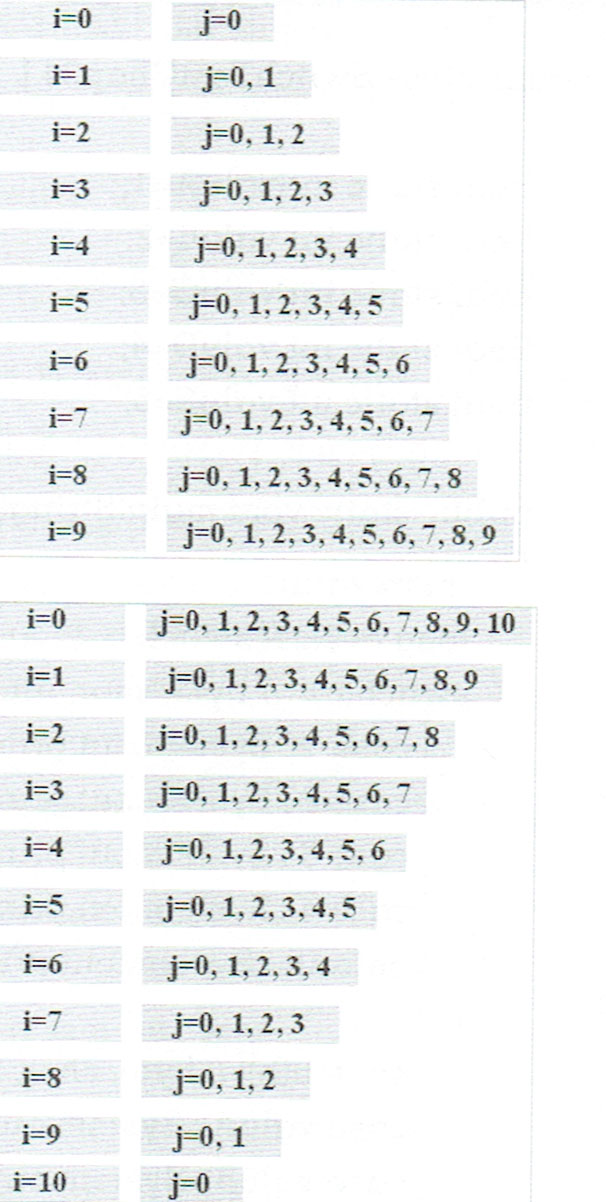 i=0 j=0
i=1 j=0, 1
i=2 j=0, 1, 2
i=3 j=0, 1, 2, 3
i=4 j=0, 1, 2, 3, 4
i=5 j=0, 1, 2, 3, 4, 5
i=6 j=0, 1, 2, 3, 4, 5, 6
i=7 j=0, 1, 2, 3, 4, 5, 6, 7
i=8 j=0, 1, 2, 3, 4, 5, 6, 7, 8
i=9 j=0, 1, 2, 3, 4, 5, 6, 7, 8, 9
i=0 j=0, 1, 2, 3, 4, 5, 6, 7, 8, 9, 10
i=1 j=0, 1, 2, 3, 4, 5, 6, 7, 8, 9
i=2 j=0, 1, 2, 3, 4, 5, 6, 7, 8
i=3 j=0, 1, 2, 3, 4, 5, 6, 7
i=4 j=0, 1, 2, 3, 4, 5, 6
i=5 j=0, 1, 2, 3, 4, 5
i=6 j=0, 1, 2, 3, 4
i=7 j=0, 1, 2, 3
i=8 j=0, 1, 2
i=9 j=0, 1
i=10 j=0